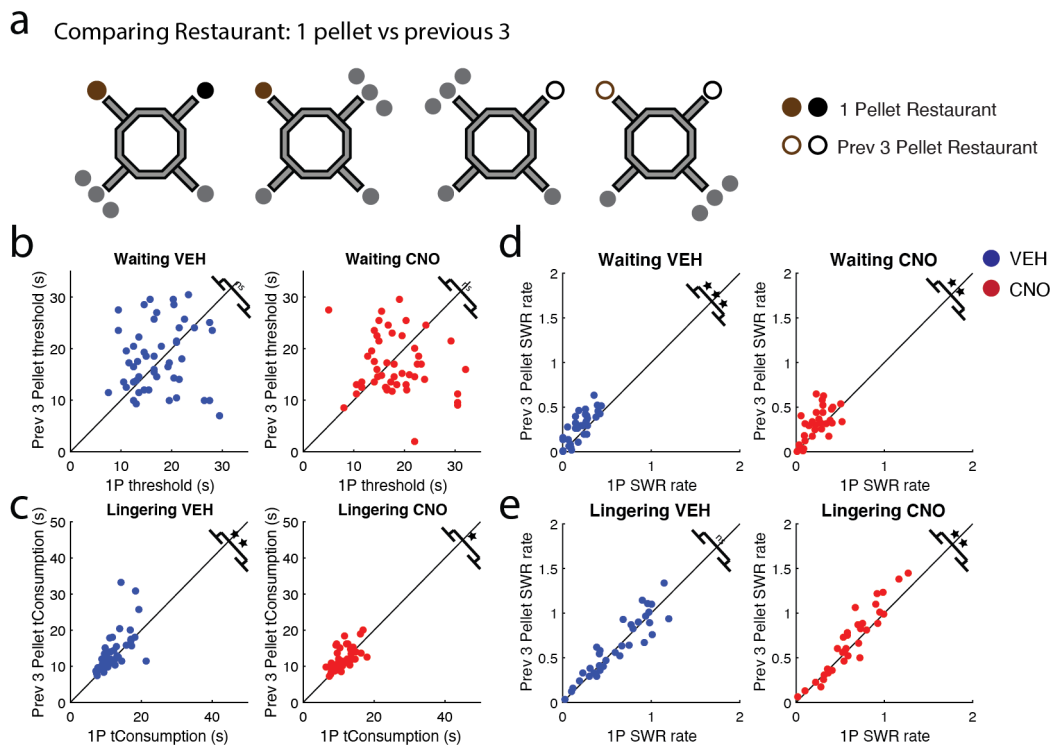 a
Comparing Restaurant: 1 pellet vs previous 3
1 Pellet Restaurant
Prev 3 Pellet Restaurant
b
Waiting VEH
Prev 3 Pellet threshold (s)
30
20
10
0
0
10
20
30
1P threshold (s)
ns
Waiting CNO
Prev 3 Pellet threshold (s)
30
20
10
0
0
10
20
30
1P threshold (s)
ns
d
Waiting VEH
Prev 3 Pellet SWR rate
2
1.5
1
0.5
0
0
1
2
1P SWR rate
Waiting CNO
Prev 3 Pellet SWR rate
2
1.5
1
0.5
0
0
1
2
1P SWR rate
VEH
CNO
c
Lingering VEH
Prev 3 Pellet tConsumption (s)
50
40
30
20
10
0
0
20
40
1P tConsumption (s)
Lingering CNO
Prev 3 Pellet tConsumption (s)
50
40
30
20
10
0
0
20
40
1P tConsumption (s)
e
Lingering VEH
Prev 3 Pellet SWR rate
2
1.5
1
0.5
0
0
1
2
1P SWR rate
ns
Lingering CNO
Prev 3 Pellet SWR rate
2
1.5
1
0.5
0
0
1
2
1P SWR rate